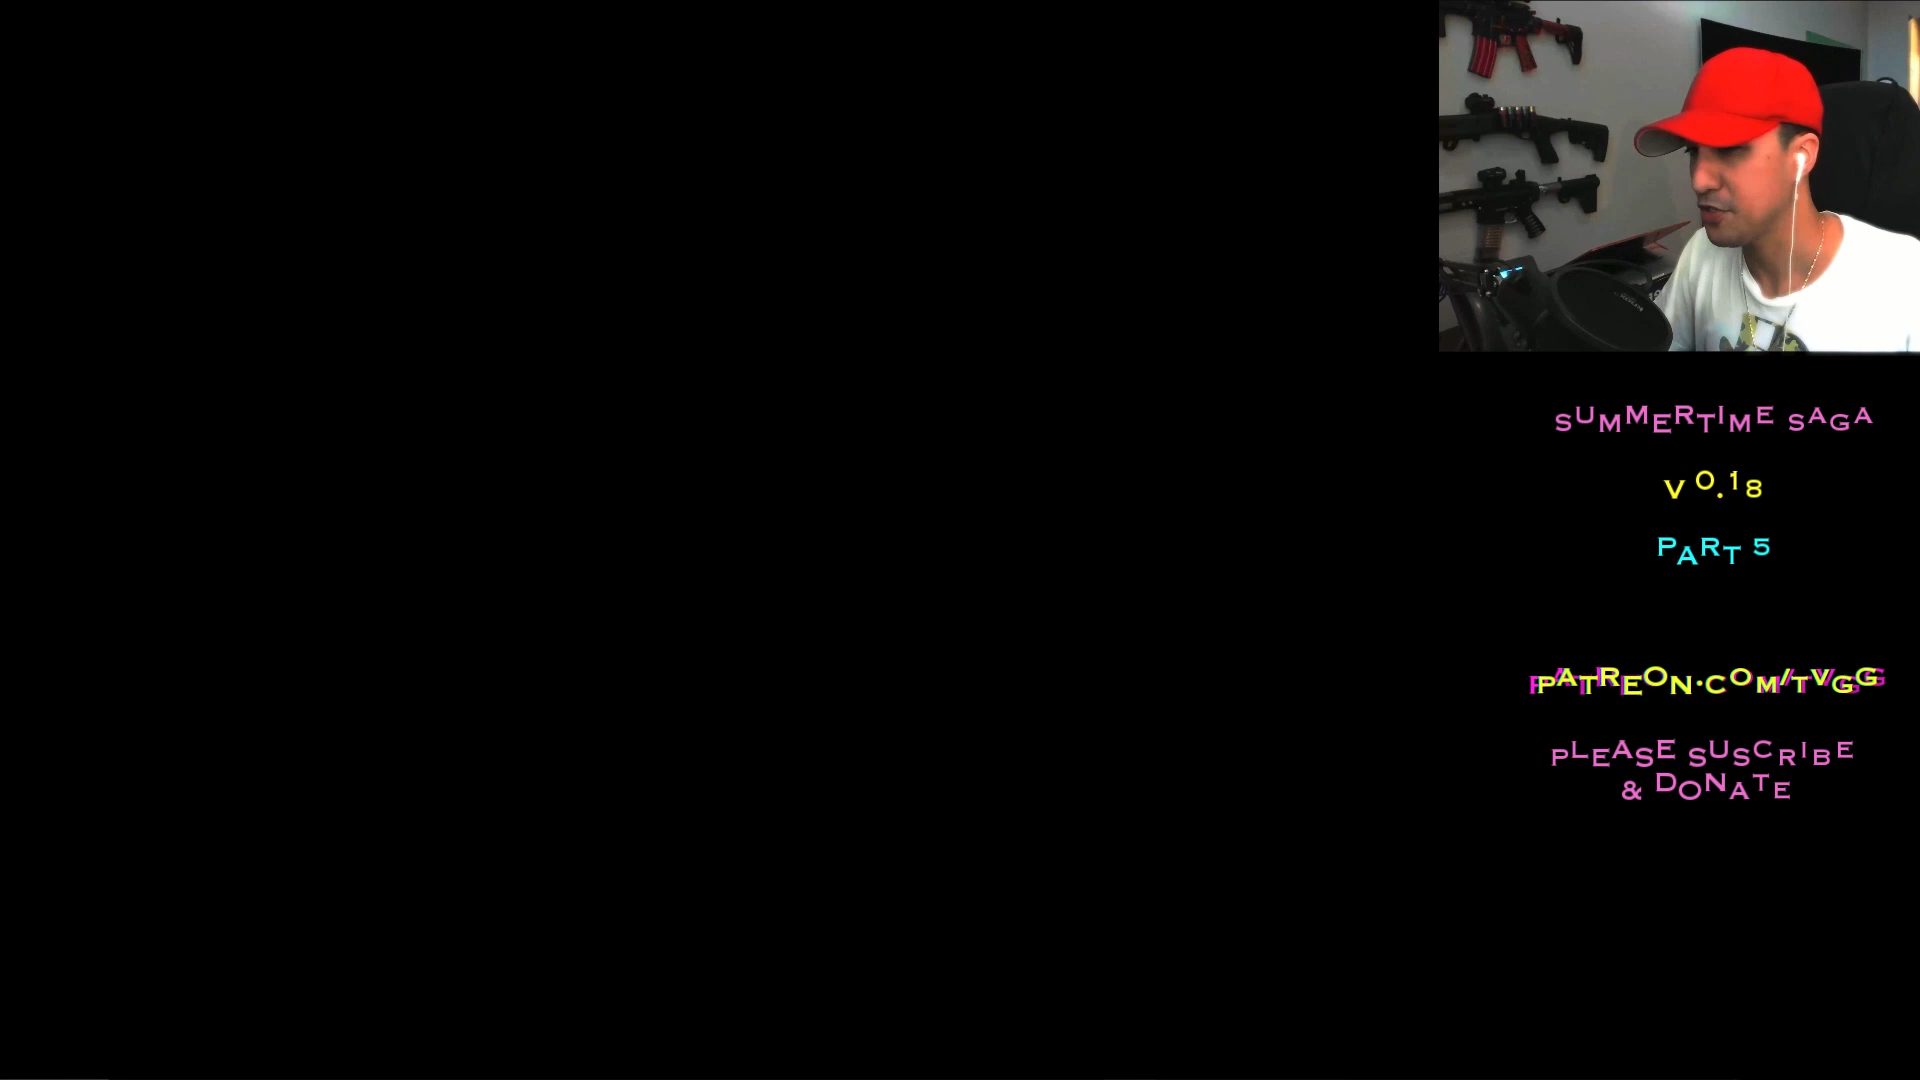 SUMMERTIME SAGA
V 0.18
PART 5
PATREON.COM/TVGG
PLEASE SUSCRIBE
& DONATE